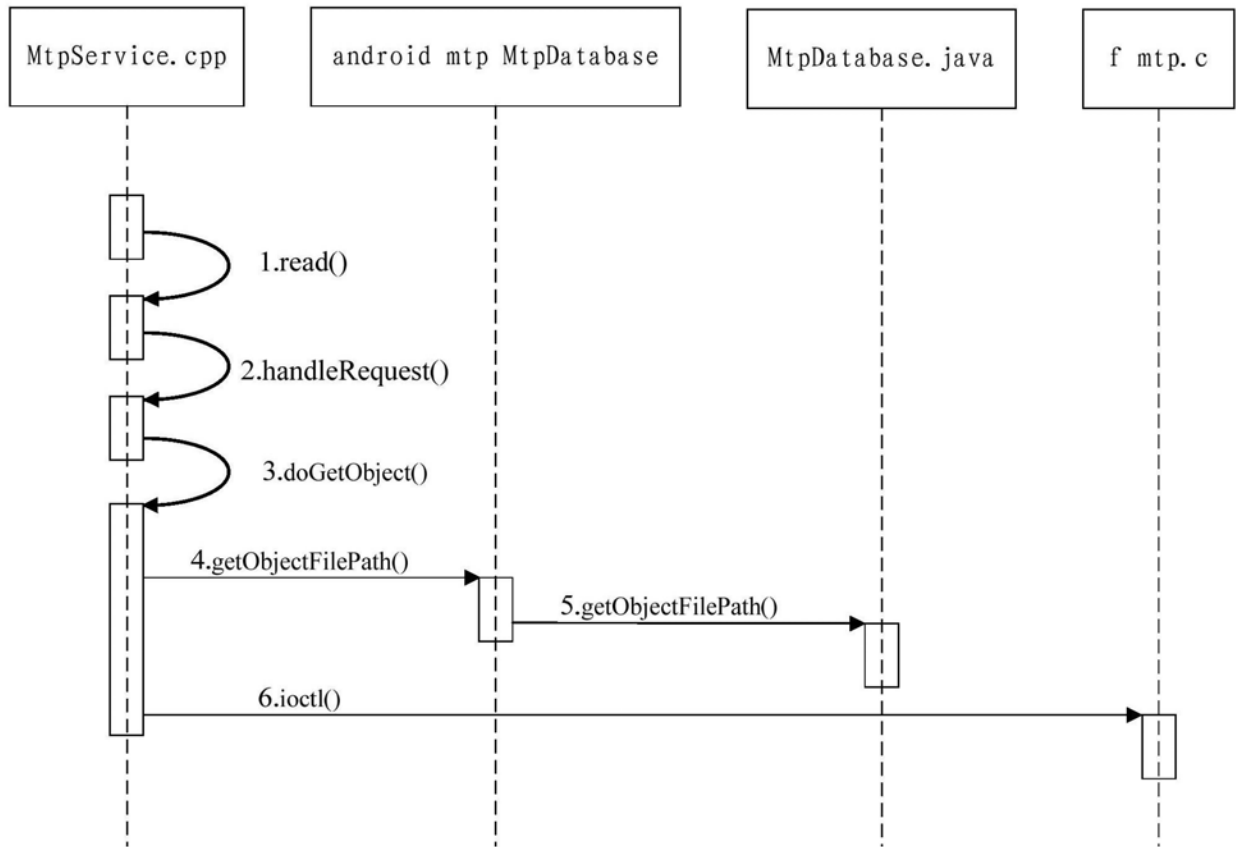 MtpService.cpp
android mtp MtpDatabase
MtpDatabase.java
f mtp.c
1.read()
2.handleRequest()
3.doGetObject()
4.getObjectFilePath()
5.getObjectFilePath()
6.ioctl()